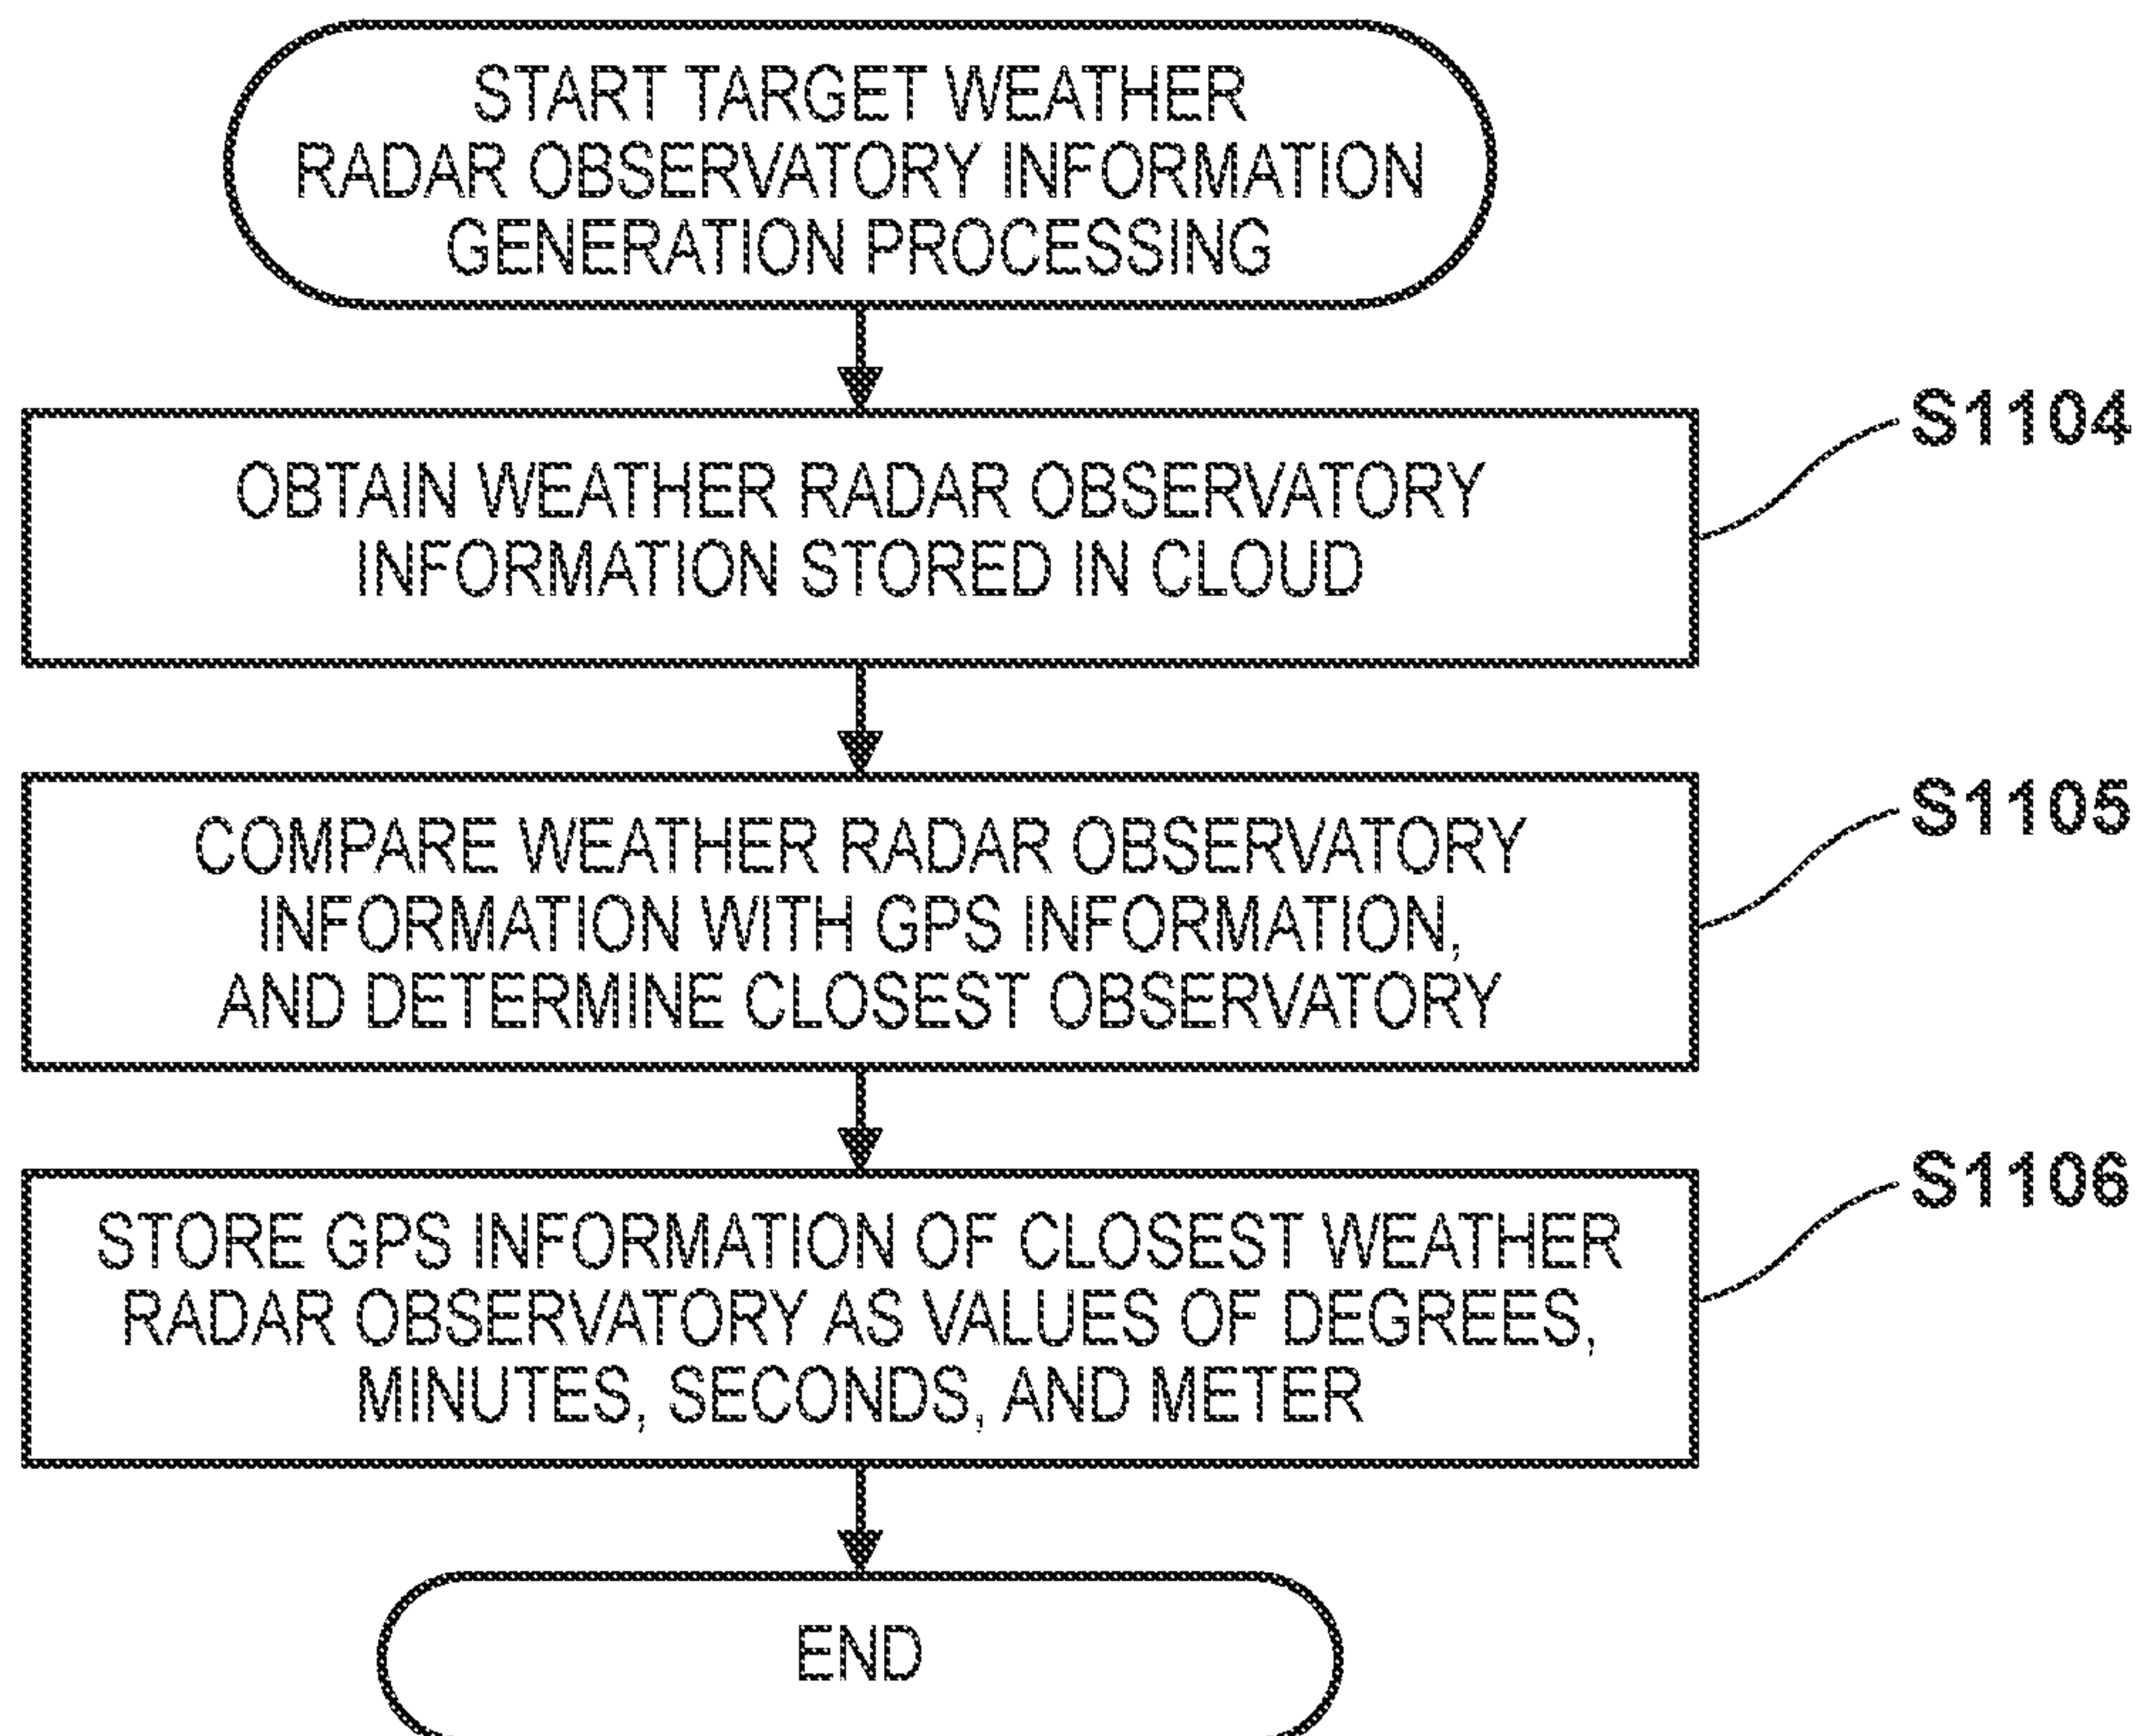 START TARGET WEATHER
RADAR OBSERVATORY INFORMATION
GENERATION PROCESSING
S1104
OBTAIN WEATHER RADAR OBSERVATORY
INFORMATION STORED IN CLOUD
S1105
COMPARE WEATHER RADAR OBSERVATORY
INFORMATION WITH GPS INFORMATION,
AND DETERMINE CLOSEST OBSERVATORY
S1106
STORE GPS INFORMATION OF CLOSEST WEATHER
RADAR OBSERVATORY AS VALUES OF DEGREES,
MINUTES, SECONDS, AND METER
END